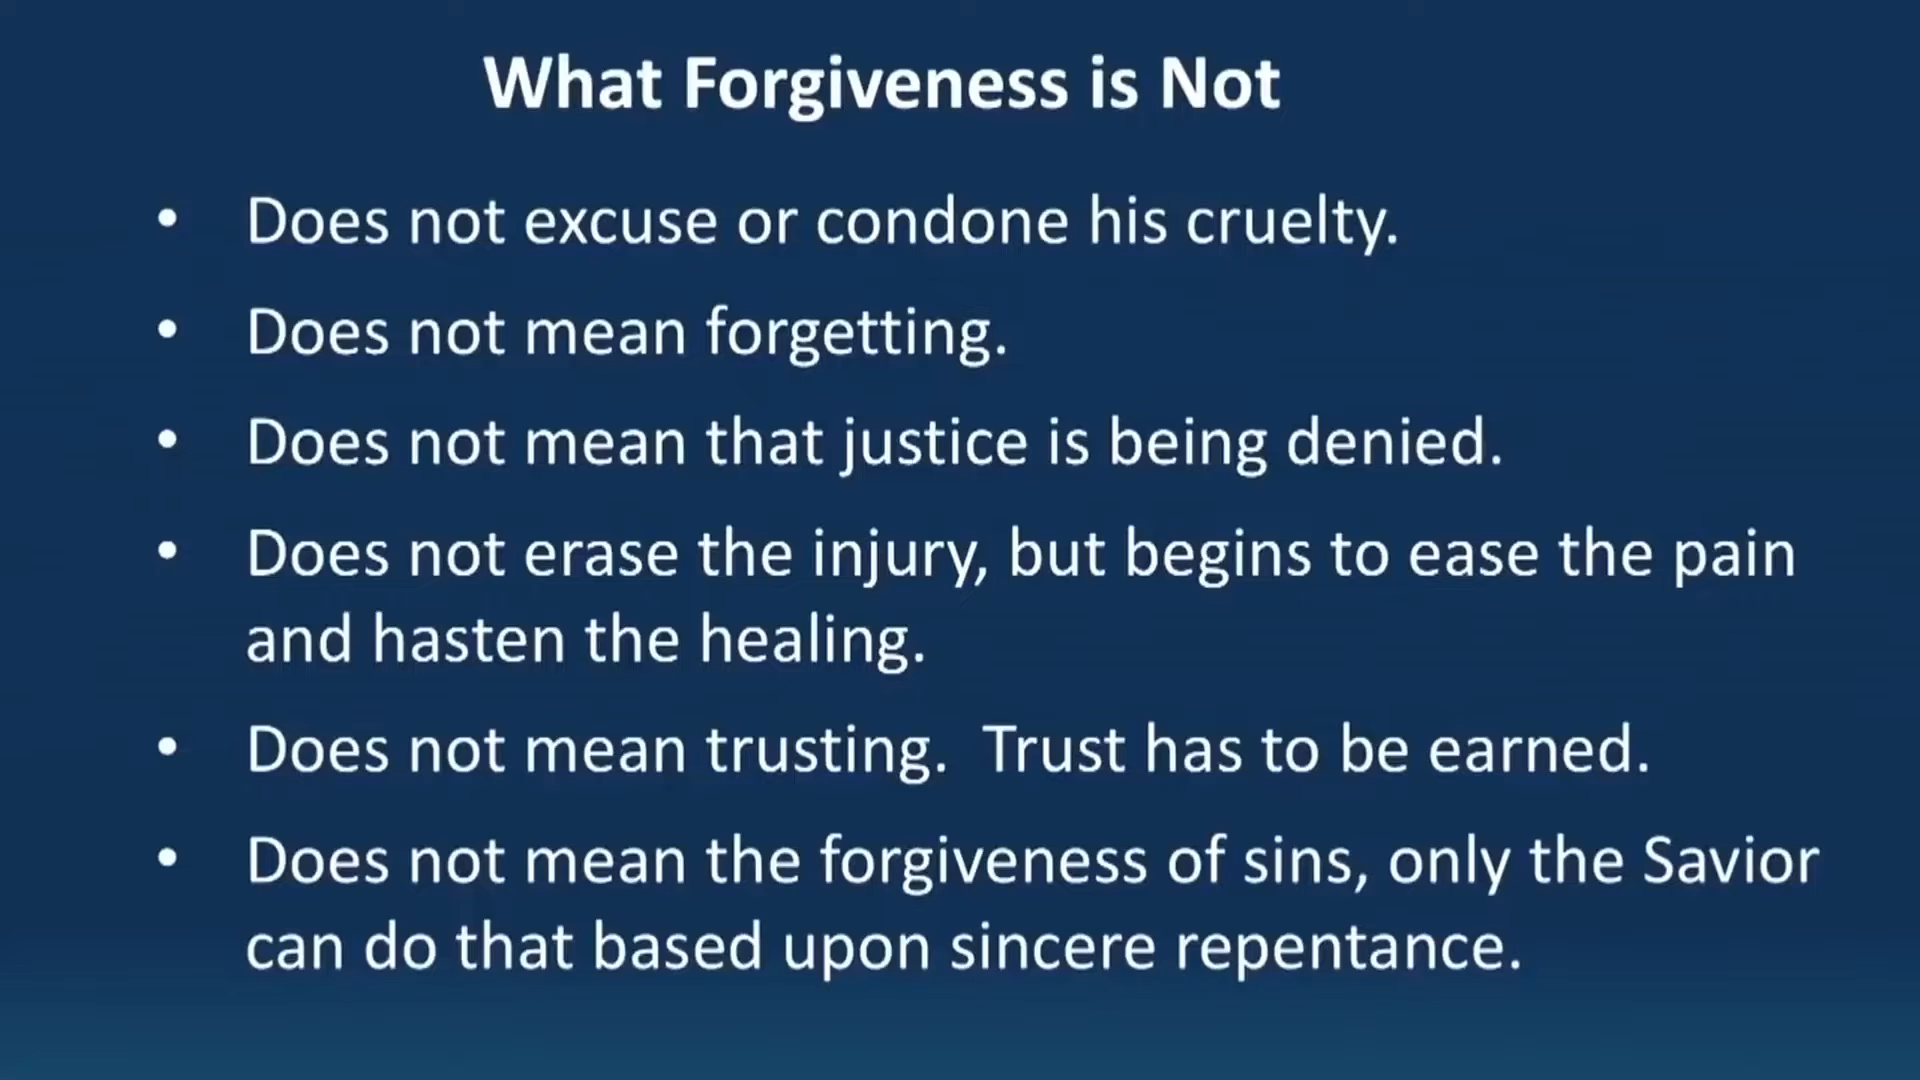 What Forgiveness is Not
• Does not excuse or condone his cruelty.
• Does not mean forgetting.
• Does not mean that justice is being denied.
• Does not erase the injury, but begins to ease the pain
and hasten the healing.
• Does not mean trusting.  Trust has to be earned.
• Does not mean the forgiveness of sins, only the Savior
can do that based upon sincere repentance.